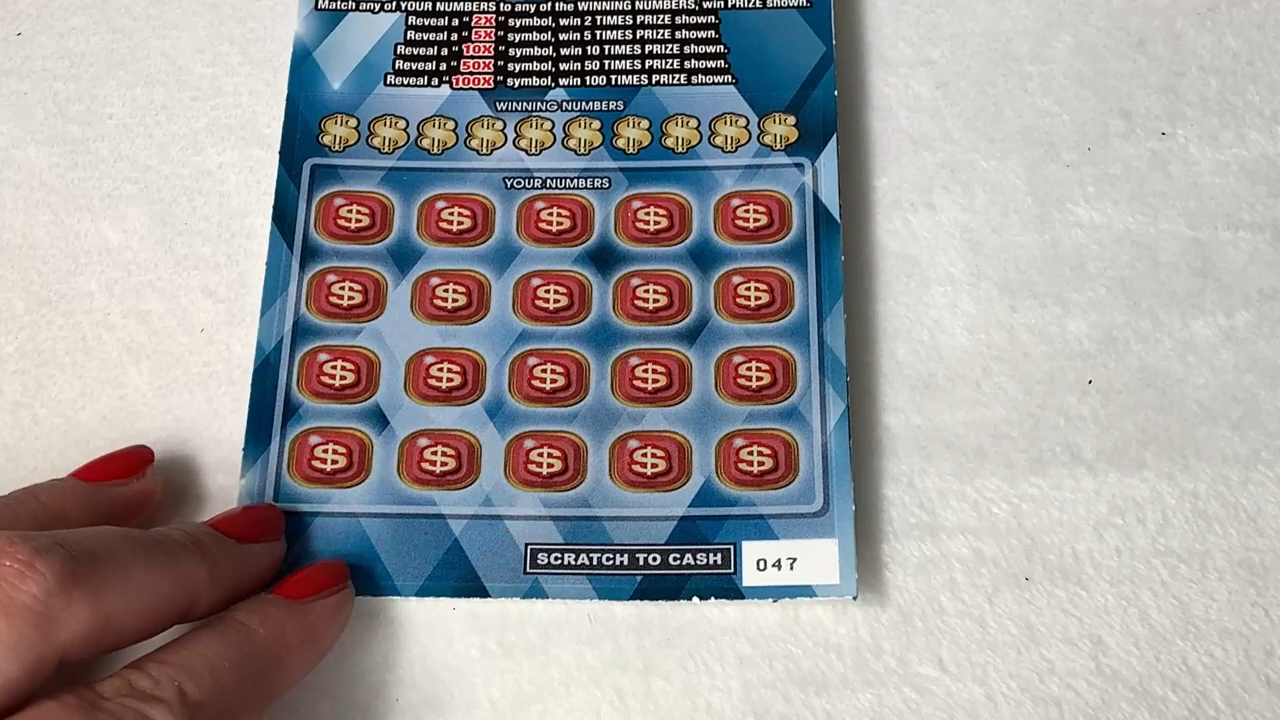 Match any of YOUR NUMBERS to any of the WINNING NUMBERS, win PRIZE shown.
Reveal a "2X" symbol, win 2 TIMES PRIZE shown.
Reveal a "5X" symbol, win 5 TIMES PRIZE shown.
Reveal a "10X" symbol, win 10 TIMES PRIZE shown.
Reveal a "50X" symbol, win 50 TIMES PRIZE shown.
Reveal a "100X" symbol, win 100 TIMES PRIZE shown.
WINNING NUMBERS
$ $ $ $ $ $ $ $ $ $
YOUR NUMBERS
$ $ $ $ $
$ $ $ $ $
$ $ $ $ $
$ $ $ $ $
SCRATCH TO CASH 047